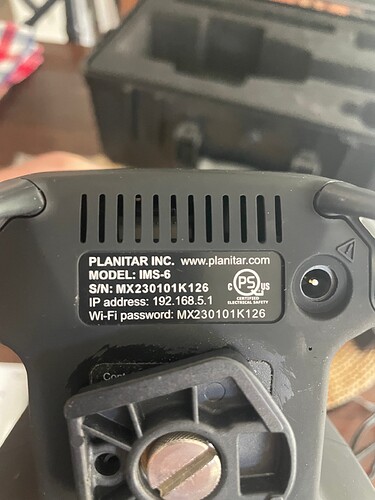 PLANITAR INC. www.planitar.com
MODEL: IMS-6
S/N: MX230101K126
IP address: 192.168.5.1
Wi-Fi password: MX230101K126
C PS US
CERTIFIED
ELECTRICAL SAFETY